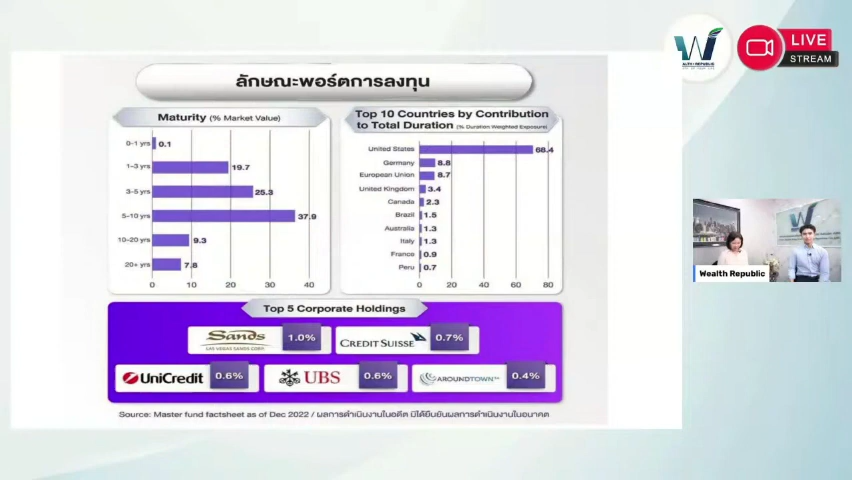 LIVE
STREAM
ลักษณะพอร์ตการลงทุน
Maturity (% Market Value)
0-1 yrs 0.1
1-3 yrs 19.7
3-5 yrs 25.3
5-10 yrs 37.9
10-20 yrs 9.3
20+ yrs 7.8
0 10 20 30 40
Top 10 Countries by Contribution
to Total Duration (% Duration Weighted Exposure)
United States 68.4
Germany 8.8
European Union 8.7
United Kingdom 3.4
Canada 2.3
Brazil 1.5
Australia 1.3
Italy 1.3
France 0.9
Peru 0.7
0 20 40 60 80
Top 5 Corporate Holdings
Sands 1.0%
LAS VEGAS SANDS CORP.
CREDIT SUISSE 0.7%
UniCredit 0.6%
UBS 0.6%
AROUNDTOWN 0.4%
Source: Master fund factsheet as of Dec 2022 / ผลการดำเนินงานในอดีต มิได้ยืนยันผลการดำเนินงานในอนาคต
Wealth Republic